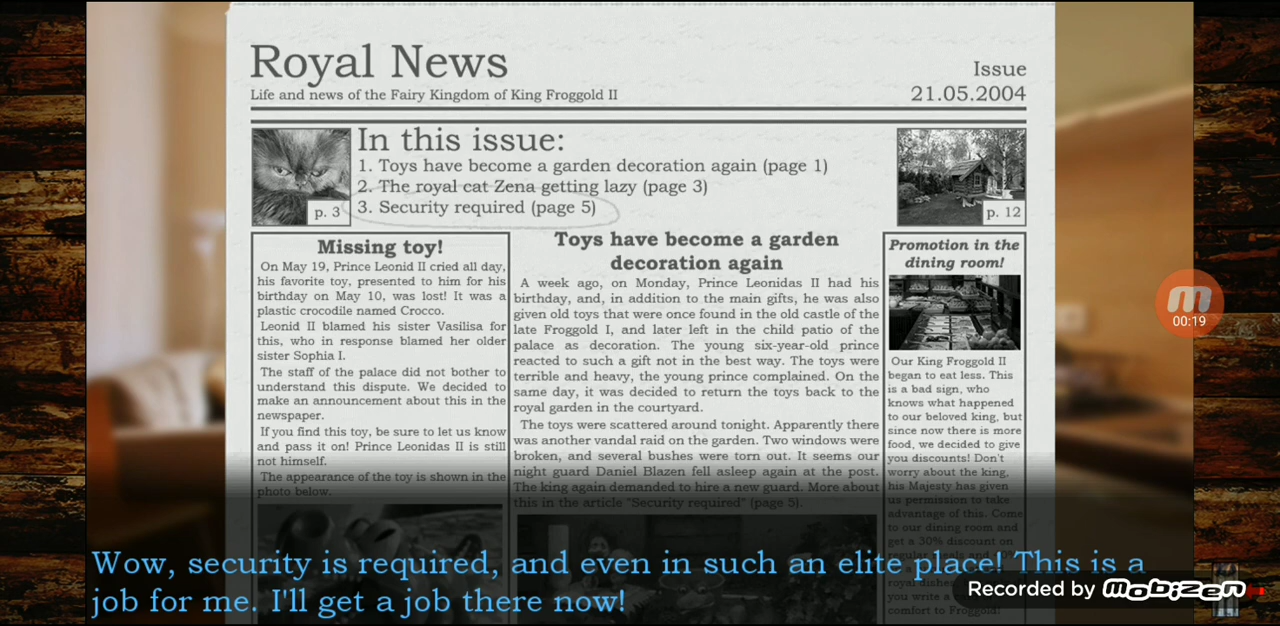 Royal News
Life and news of the Fairy Kingdom of King Froggold II
Issue
21.05.2004
In this issue:
1. Toys have become a garden decoration again (page 1)
2. The royal cat Zena getting lazy (page 3)
3. Security required (page 5)
p. 3
p. 12
Missing toy!
On May 19, Prince Leonid II cried all day,
his favorite toy, presented to him for his
birthday on May 10, was lost! It was a
plastic crocodile named Crocco.
Leonid II blamed his sister Vasilisa for
this, who in response blamed her older
sister Sophia I.
The staff of the palace did not bother to
understand this dispute. We decided to
make an announcement about this in the
newspaper.
If you find this toy, be sure to let us know
and pass it on! Prince Leonidas II is still
not himself.
The appearance of the toy is shown in the
photo below.
Toys have become a garden
decoration again
A week ago, on Monday, Prince Leonidas II had his
birthday, and, in addition to the main gifts, he was also
given old toys that were once found in the old castle of the
late Froggold I, and later left in the child patio of the
palace as decoration. The young six-year-old prince
reacted to such a gift not in the best way. The toys were
terrible and heavy, the young prince complained. On the
same day, it was decided to return the toys back to the
royal garden in the courtyard.
The toys were scattered around tonight. Apparently there
was another vandal raid on the garden. Two windows were
broken, and several bushes were torn out. It seems our
night guard Daniel Blazen fell asleep again at the post.
The king again demanded to hire a new guard. More about
this in the article "Security required" (page 5).
Promotion in the
dining room!
Our King Froggold II
began to eat less. This
is a bad sign, who
knows what happened
to our beloved king, but
since now there is more
food, we decided to give
you discounts! Don't
worry about the king,
his Majesty has given
us permission to take
advantage of this. Come
to our dining room and
get a 30% discount on
you write a
comfort to Froggold!
Wow, security is required, and even in such an elite place! This is a
job for me. I'll get a job there now!
00:19
Recorded by mobizen